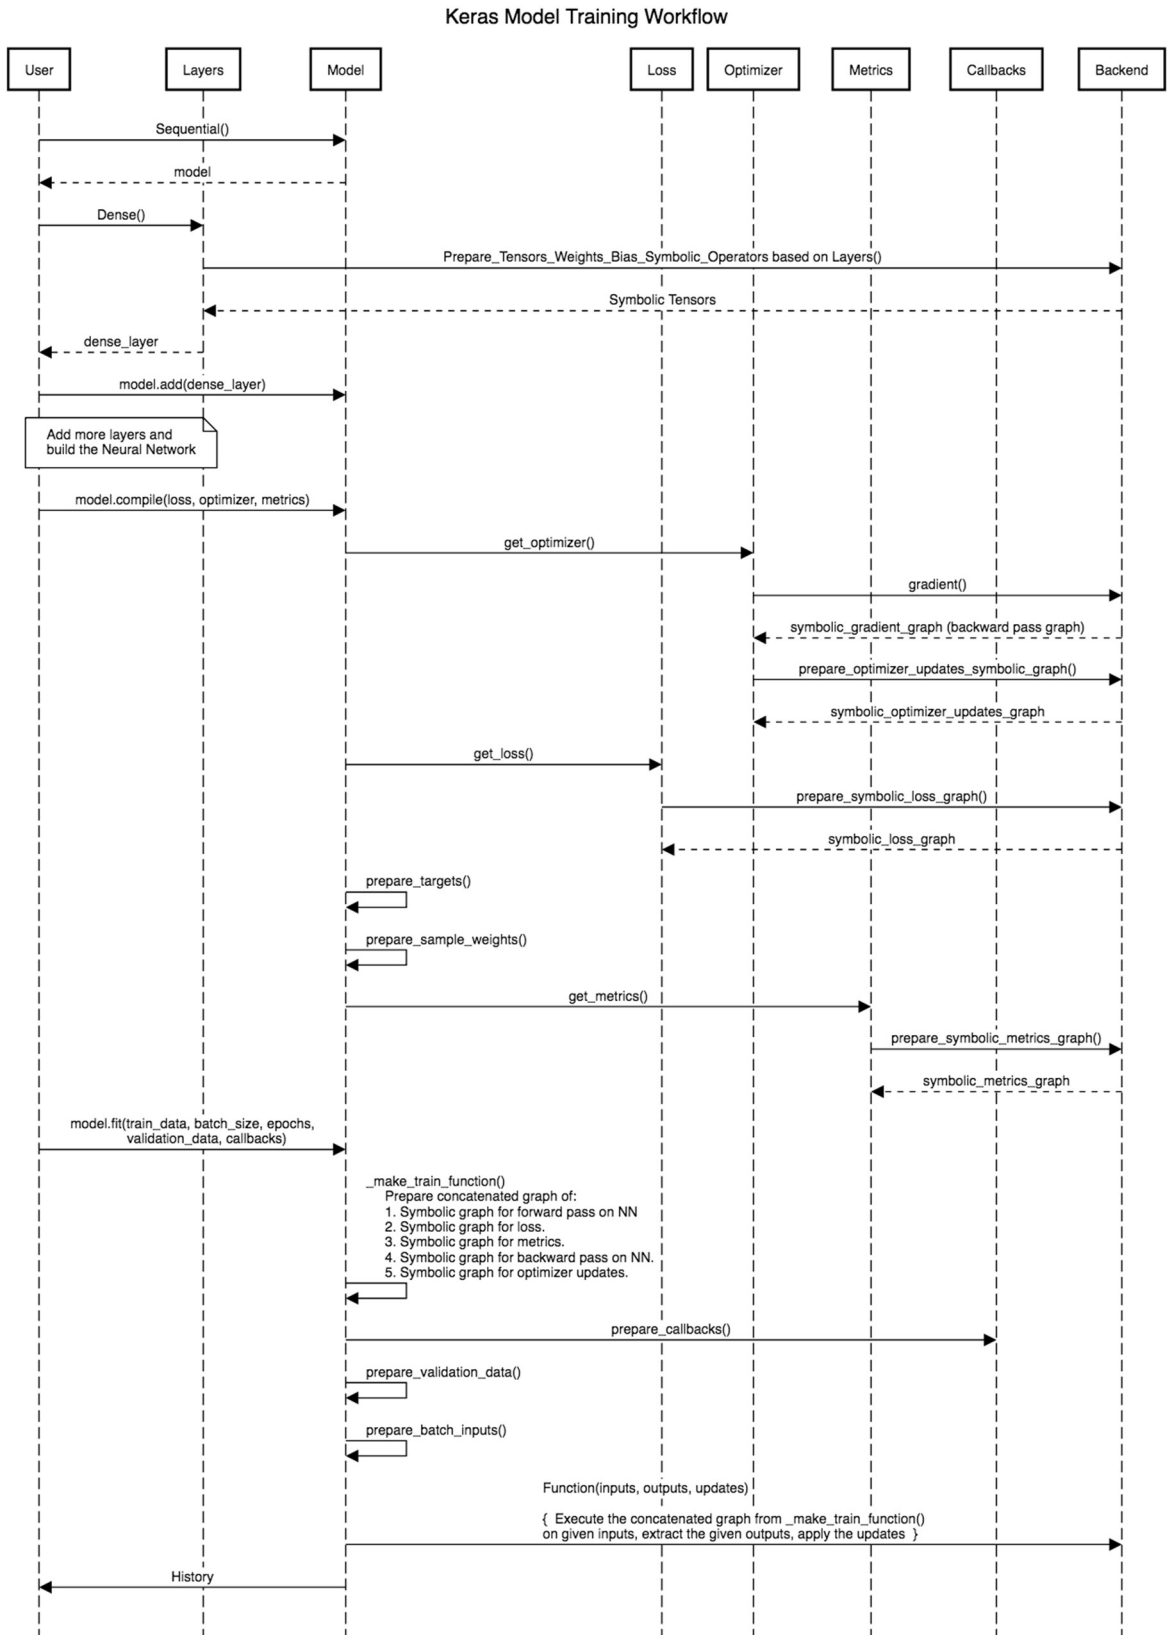 Keras Model Training Workflow
User
Layers
Model
Loss
Optimizer
Metrics
Callbacks
Backend
Sequential()
model
Dense()
Prepare_Tensors_Weights_Bias_Symbolic_Operators based on Layers()
Symbolic Tensors
dense_layer
model.add(dense_layer)
Add more layers and
build the Neural Network
model.compile(loss, optimizer, metrics)
get_optimizer()
gradient()
symbolic_gradient_graph (backward pass graph)
prepare_optimizer_updates_symbolic_graph()
symbolic_optimizer_updates_graph
get_loss()
prepare_symbolic_loss_graph()
symbolic_loss_graph
prepare_targets()
prepare_sample_weights()
get_metrics()
prepare_symbolic_metrics_graph()
symbolic_metrics_graph
model.fit(train_data, batch_size, epochs,
validation_data, callbacks)
_make_train_function()
Prepare concatenated graph of:
1. Symbolic graph for forward pass on NN
2. Symbolic graph for loss.
3. Symbolic graph for metrics.
4. Symbolic graph for backward pass on NN.
5. Symbolic graph for optimizer updates.
prepare_callbacks()
prepare_validation_data()
prepare_batch_inputs()
Function(inputs, outputs, updates)
{ Execute the concatenated graph from _make_train_function()
on given inputs, extract the given outputs, apply the updates }
History